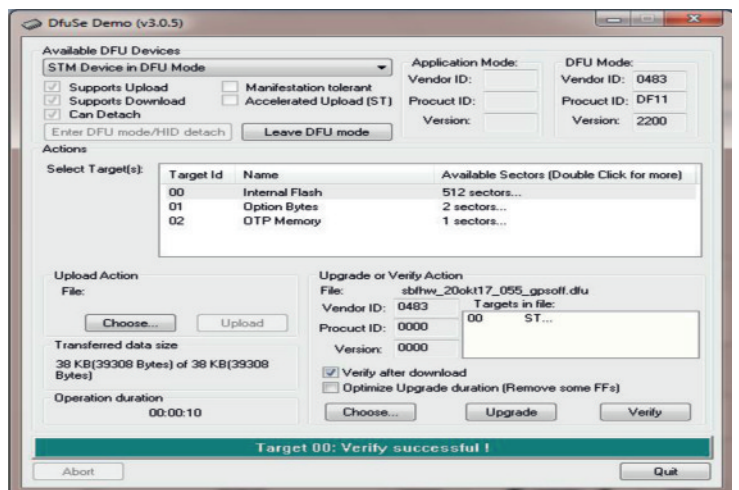 DfuSe Demo (v3.0.5)
Available DFU Devices
STM Device in DFU Mode
Supports Upload
Manifestation tolerant
Supports Download
Accelerated Upload (ST)
Can Detach
Enter DFU mode/HID detach
Leave DFU mode
Application Mode:
Vendor ID:
Procuct ID:
Version:
DFU Mode:
Vendor ID: 0483
Procuct ID: DF11
Version: 2200
Actions
Select Target(s):
Target Id Name Available Sectors (Double Click for more)
00 Internal Flash 512 sectors...
01 Option Bytes 2 sectors...
02 OTP Memory 1 sectors...
Upload Action
File:
Choose... Upload
Transferred data size
38 KB(39308 Bytes) of 38 KB(39308
Bytes)
Operation duration
00:00:10
Upgrade or Verify Action
File: sbfhw_20okt17_055_gpsoff.dfu
Vendor ID: 0483
Procuct ID: 0000
Version: 0000
Targets in file:
00 ST...
Verify after download
Optimize Upgrade duration (Remove some FFs)
Choose... Upgrade Verify
Target 00: Verify successful !
Abort Quit